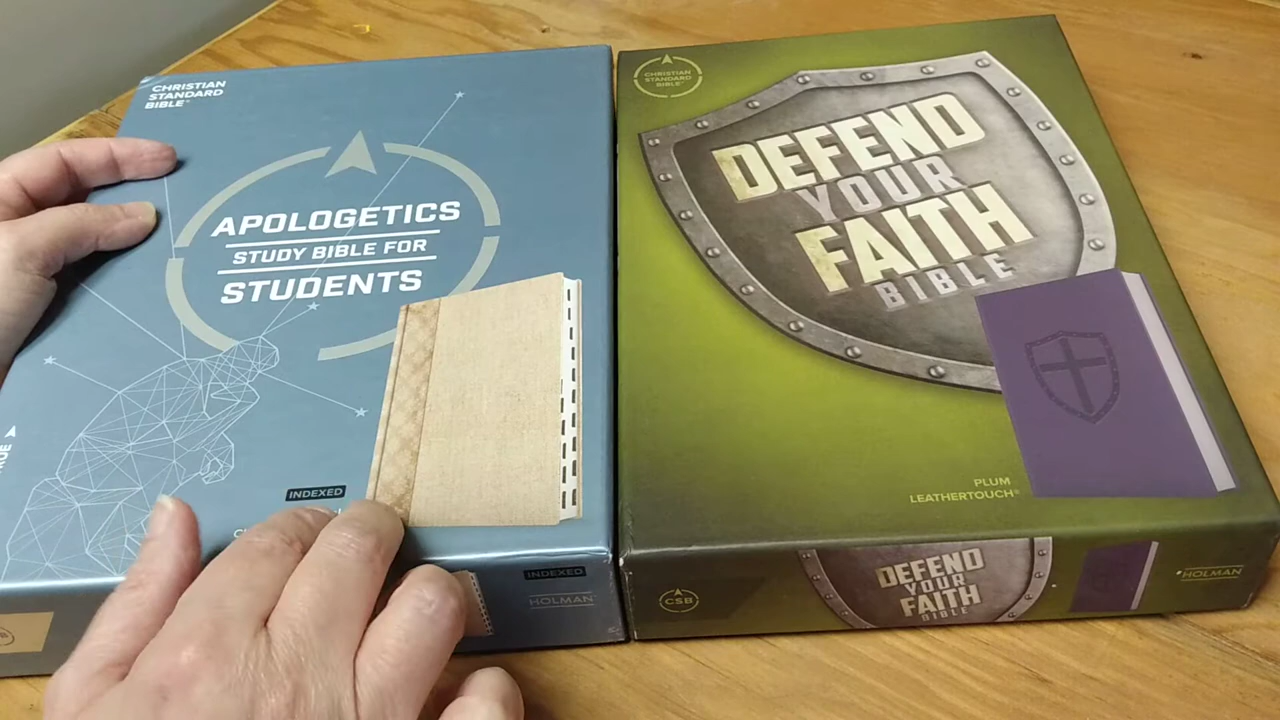 CHRISTIAN
STANDARD
BIBLE®
APOLOGETICS
STUDY BIBLE FOR
STUDENTS
INDEXED
INDEXED
HOLMAN
CHRISTIAN
STANDARD
BIBLE®
DEFEND
YOUR
FAITH
BIBLE
PLUM
LEATHERTOUCH®
CSB
DEFEND
YOUR
FAITH
BIBLE
HOLMAN